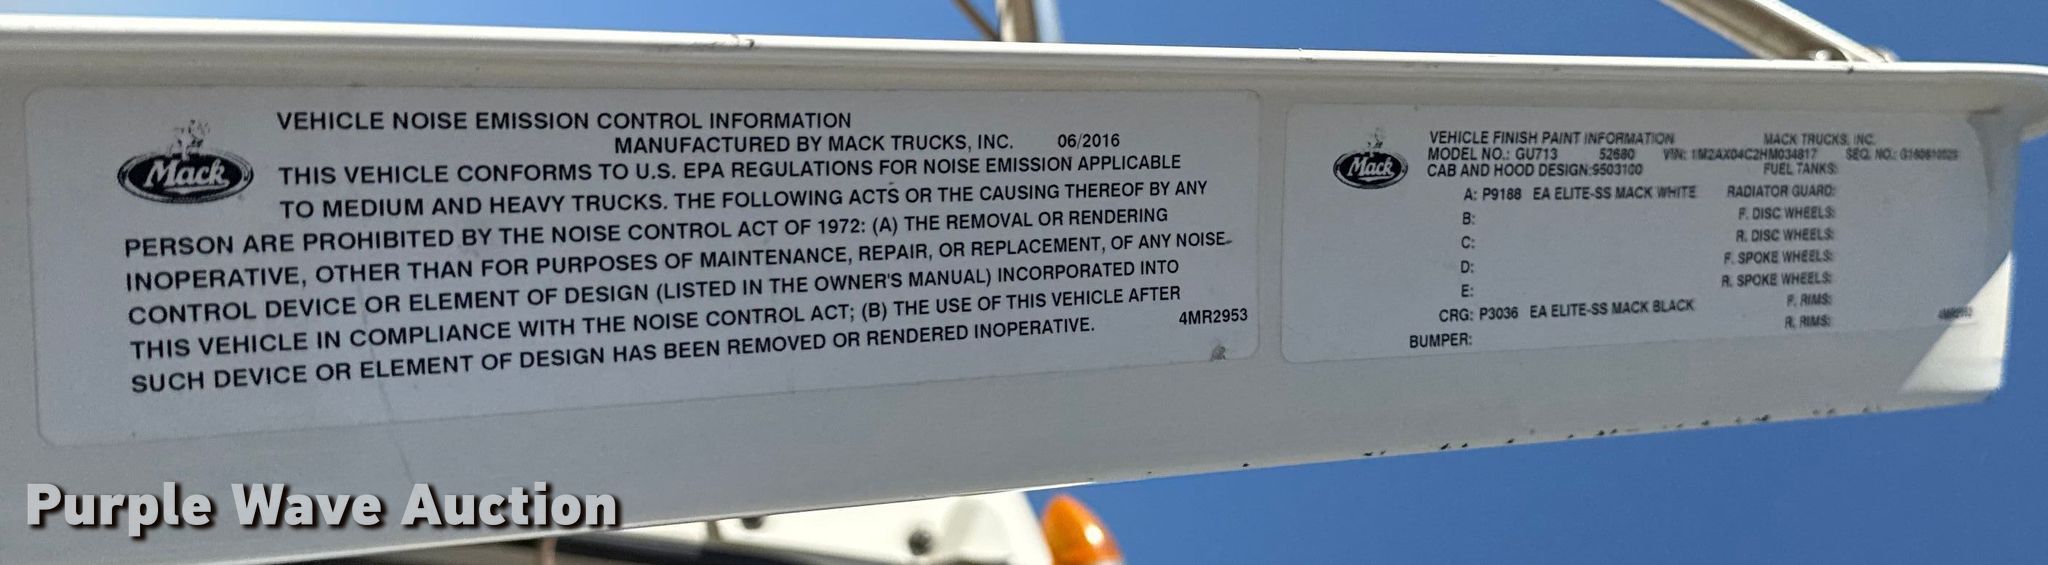 VEHICLE NOISE EMISSION CONTROL INFORMATION
MANUFACTURED BY MACK TRUCKS, INC. 06/2016
Mack
THIS VEHICLE CONFORMS TO U.S. EPA REGULATIONS FOR NOISE EMISSION APPLICABLE
TO MEDIUM AND HEAVY TRUCKS. THE FOLLOWING ACTS OR THE CAUSING THEREOF BY ANY
PERSON ARE PROHIBITED BY THE NOISE CONTROL ACT OF 1972: (A) THE REMOVAL OR RENDERING
INOPERATIVE, OTHER THAN FOR PURPOSES OF MAINTENANCE, REPAIR, OR REPLACEMENT, OF ANY NOISE
CONTROL DEVICE OR ELEMENT OF DESIGN (LISTED IN THE OWNER'S MANUAL) INCORPORATED INTO
THIS VEHICLE IN COMPLIANCE WITH THE NOISE CONTROL ACT; (B) THE USE OF THIS VEHICLE AFTER
SUCH DEVICE OR ELEMENT OF DESIGN HAS BEEN REMOVED OR RENDERED INOPERATIVE.
4MR2953
Mack
VEHICLE FINISH PAINT INFORMATION MACK TRUCKS, INC.
MODEL NO.: GU713 52680 VIN: 1M2AX04C2HM034817 SEQ. NO.:
CAB AND HOOD DESIGN:9503100 FUEL TANKS:
A: P9188 EA ELITE-SS MACK WHITE RADIATOR GUARD:
B: F. DISC WHEELS:
C: R. DISC WHEELS:
D: F. SPOKE WHEELS:
E: R. SPOKE WHEELS:
F. RIMS:
CRG: P3036 EA ELITE-SS MACK BLACK R. RIMS:
BUMPER:
Purple Wave Auction